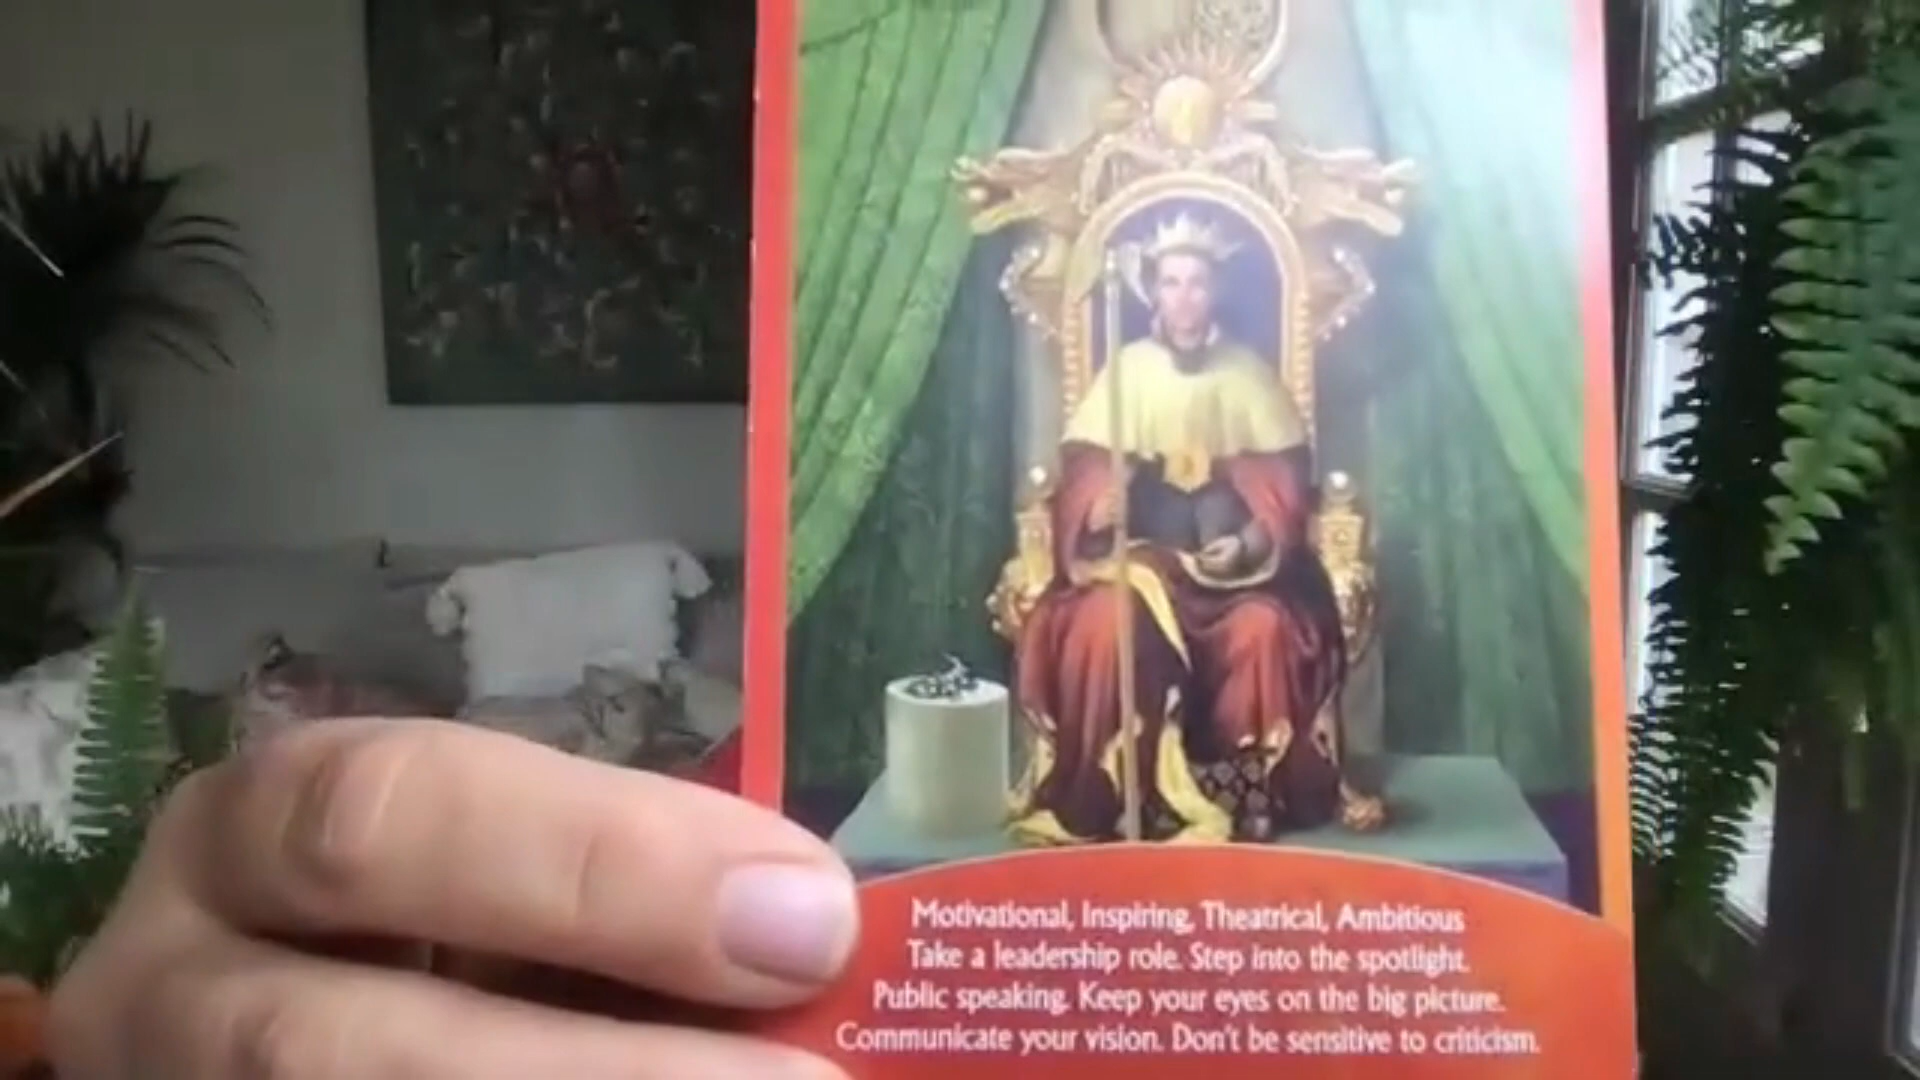 Motivational, Inspiring, Theatrical, Ambitious
Take a leadership role. Step into the spotlight.
Public speaking. Keep your eyes on the big picture.
Communicate your vision. Don't be sensitive to criticism.